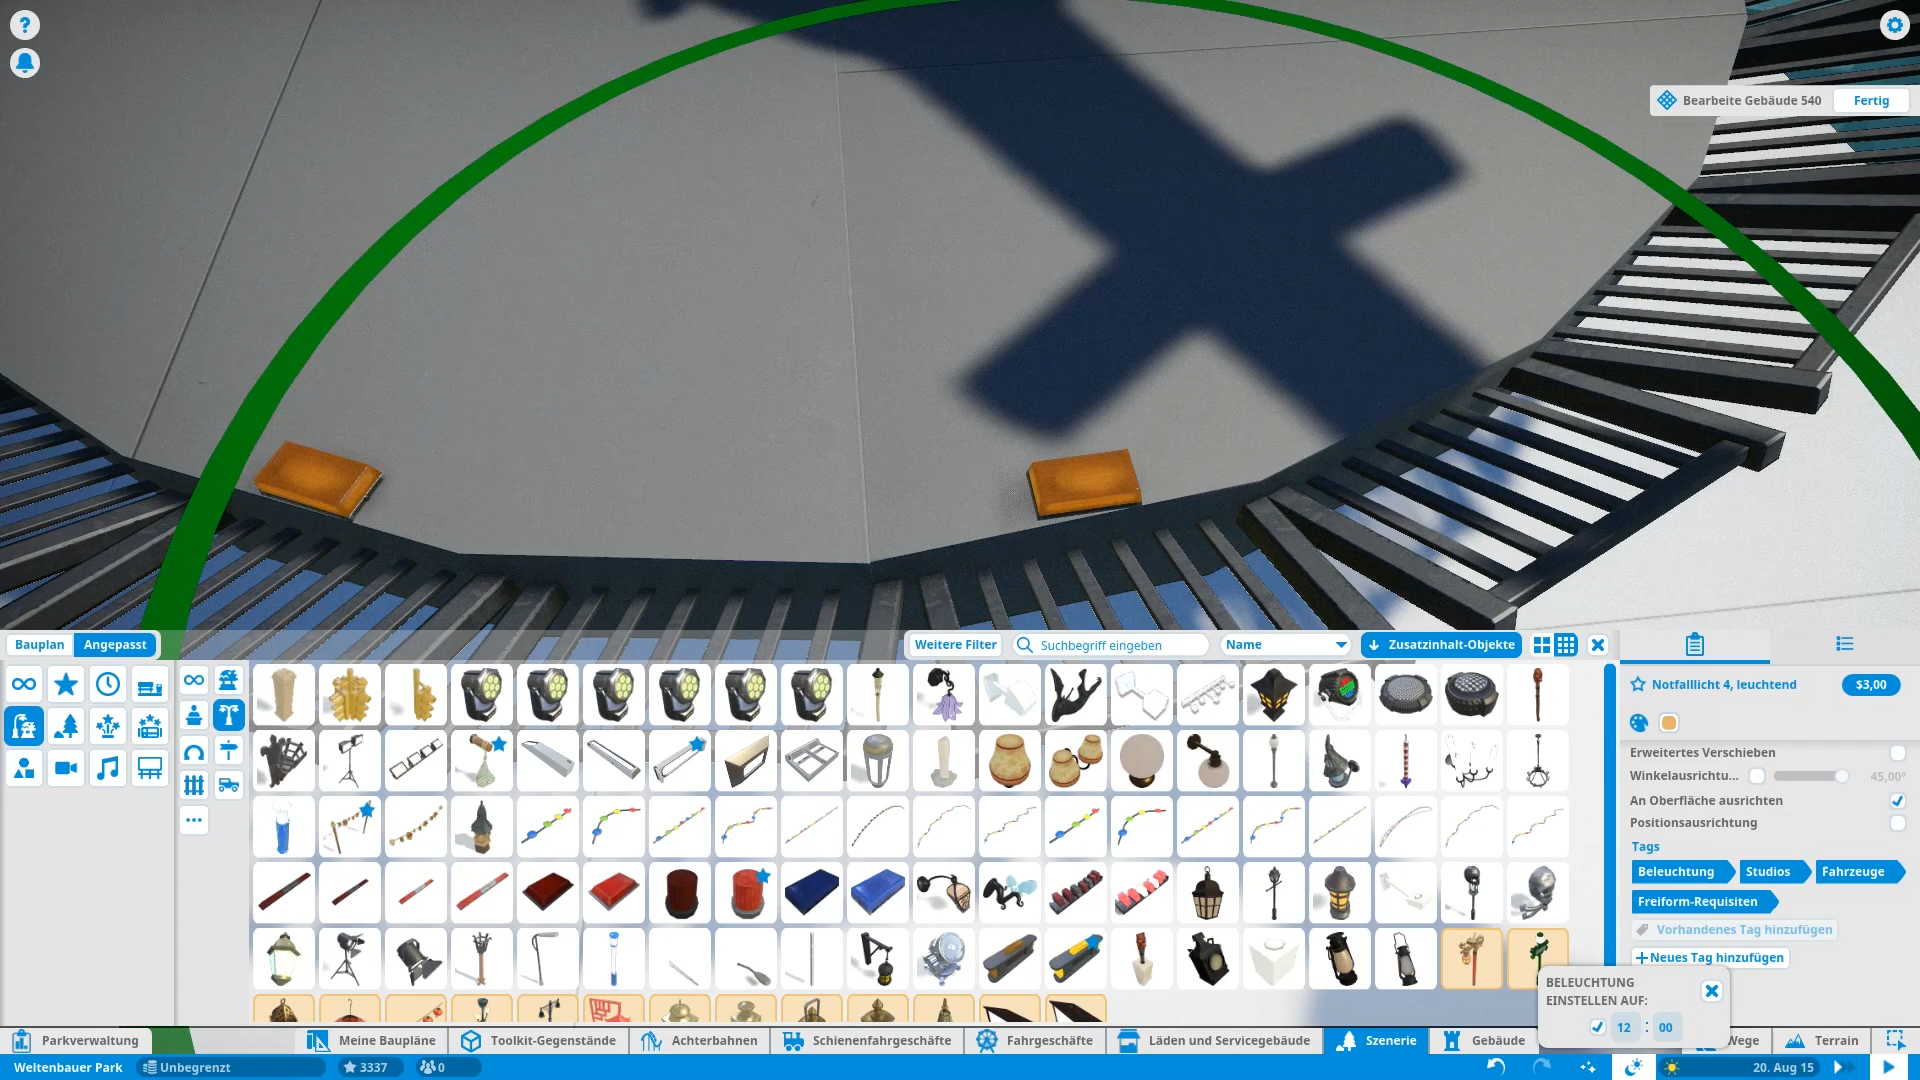 ?
Bearbeite Gebäude 540
Fertig
Bauplan
Angepasst
Weitere Filter
Suchbegriff eingeben
Name
Zusatzinhalt-Objekte
Notfalllicht 4, leuchtend
$3,00
Erweitertes Verschieben
Winkelausrichtu...
45,00°
An Oberfläche ausrichten
Positionsausrichtung
Tags
Beleuchtung
Studios
Fahrzeuge
Freiform-Requisiten
Vorhandenes Tag hinzufügen
+Neues Tag hinzufügen
BELEUCHTUNG
EINSTELLEN AUF:
12 : 00
Parkverwaltung
Meine Baupläne
Toolkit-Gegenstände
Achterbahnen
Schienenfahrgeschäfte
Fahrgeschäfte
Läden und Servicegebäude
Szenerie
Gebäude
Wege
Terrain
Weltenbauer Park
Unbegrenzt
3337
0
20. Aug 15